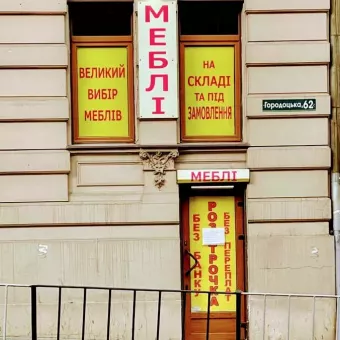 МЕБЛІ
ВЕЛИКИЙ
ВИБІР
МЕБЛІВ
НА
СКЛАДІ
ТА ПІД
ЗАМОВЛЕННЯ
Городоцька, 62
МЕБЛІ
БЕЗ БАНКУ
РОЗСТРОЧКА
БЕЗ ПЕРЕПЛАТ